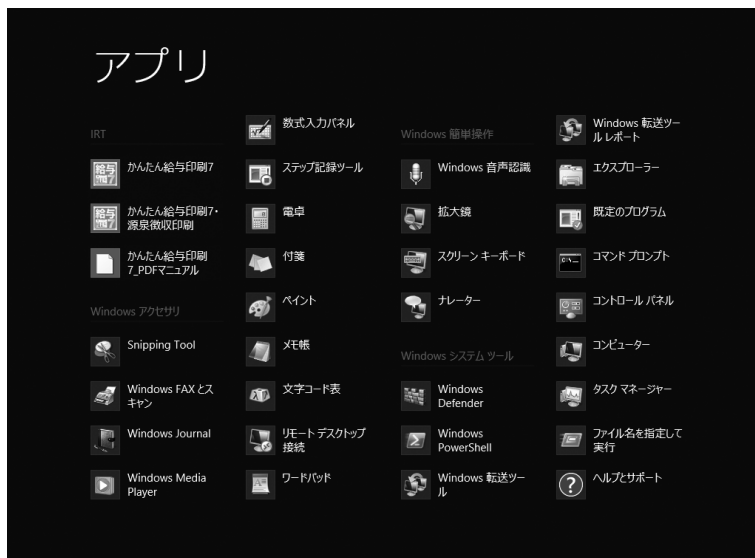 アプリ
IRT
かんたん給与印刷7
かんたん給与印刷7・
源泉徴収印刷
かんたん給与印刷
7_PDFマニュアル
Windows アクセサリ
Snipping Tool
Windows FAX とス
キャン
Windows Journal
Windows Media
Player
数式入力パネル
ステップ記録ツール
電卓
付箋
ペイント
メモ帳
文字コード表
リモート デスクトップ
接続
ワードパッド
Windows 簡単操作
Windows 音声認識
拡大鏡
スクリーン キーボード
ナレーター
Windows システム ツール
Windows
Defender
Windows
PowerShell
Windows 転送ツー
ル
Windows 転送ツー
ル レポート
エクスプローラー
既定のプログラム
コマンド プロンプト
コントロール パネル
コンピューター
タスク マネージャー
ファイル名を指定して
実行
ヘルプとサポート